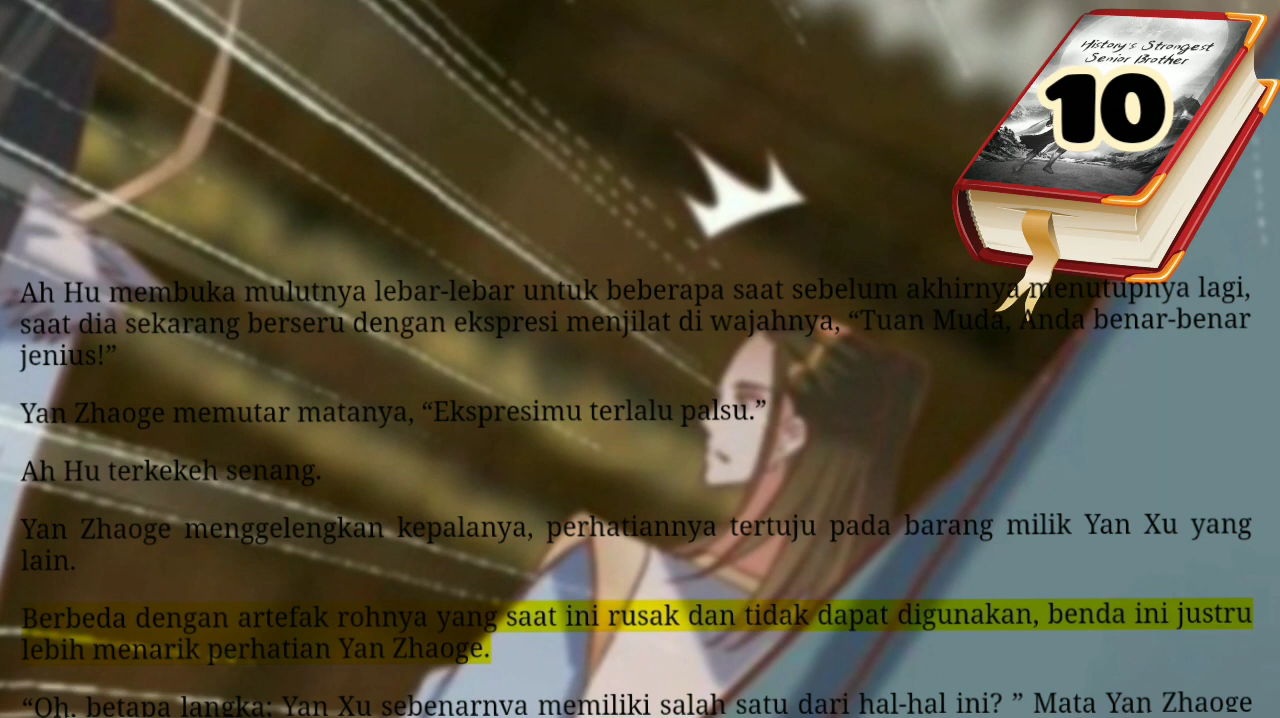 History's Strongest
Senior Brother
10
Ah Hu membuka mulutnya lebar-lebar untuk beberapa saat sebelum akhirnya menutupnya lagi,
saat dia sekarang berseru dengan ekspresi menjilat di wajahnya, “Tuan Muda, Anda benar-benar
jenius!”
Yan Zhaoge memutar matanya, “Ekspresimu terlalu palsu.”
Ah Hu terkekeh senang.
Yan Zhaoge menggelengkan kepalanya, perhatiannya tertuju pada barang milik Yan Xu yang
lain.
Berbeda dengan artefak rohnya yang saat ini rusak dan tidak dapat digunakan, benda ini justru
lebih menarik perhatian Yan Zhaoge.
“Oh, betapa langka; Yan Xu sebenarnya memiliki salah satu dari hal-hal ini? ” Mata Yan Zhaoge